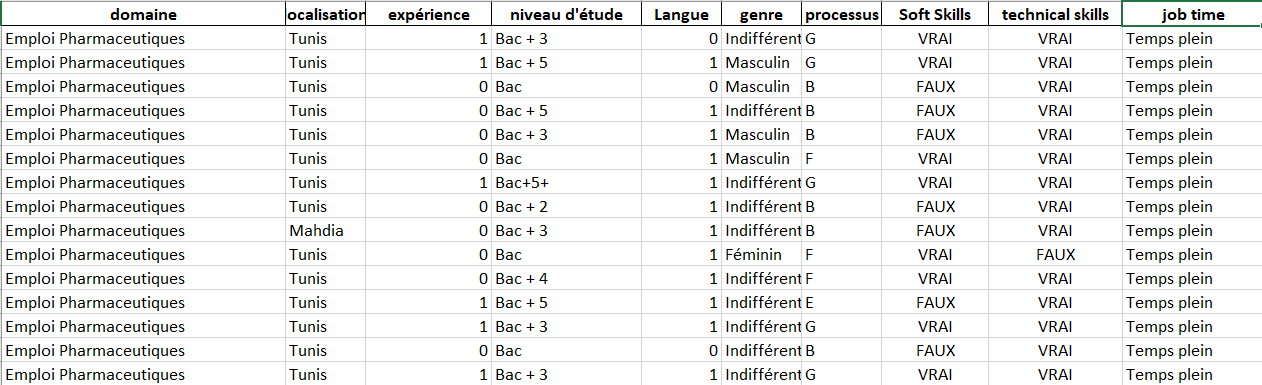 domaine ocalisation expérience niveau d'étude Langue genre processus Soft Skills technical skills job time
Emploi Pharmaceutiques Tunis 1 Bac + 3 0 Indifférent G VRAI VRAI Temps plein
Emploi Pharmaceutiques Tunis 1 Bac + 5 1 Masculin G VRAI VRAI Temps plein
Emploi Pharmaceutiques Tunis 0 Bac 0 Masculin B FAUX VRAI Temps plein
Emploi Pharmaceutiques Tunis 0 Bac + 5 1 Indifférent B FAUX VRAI Temps plein
Emploi Pharmaceutiques Tunis 0 Bac + 3 1 Masculin B FAUX VRAI Temps plein
Emploi Pharmaceutiques Tunis 0 Bac 1 Masculin F VRAI VRAI Temps plein
Emploi Pharmaceutiques Tunis 1 Bac+5+ 1 Indifférent G VRAI VRAI Temps plein
Emploi Pharmaceutiques Tunis 0 Bac + 2 1 Indifférent B FAUX VRAI Temps plein
Emploi Pharmaceutiques Mahdia 0 Bac + 3 1 Indifférent B FAUX VRAI Temps plein
Emploi Pharmaceutiques Tunis 0 Bac 1 Féminin F VRAI FAUX Temps plein
Emploi Pharmaceutiques Tunis 0 Bac + 4 1 Indifférent F VRAI VRAI Temps plein
Emploi Pharmaceutiques Tunis 1 Bac + 5 1 Indifférent E FAUX VRAI Temps plein
Emploi Pharmaceutiques Tunis 1 Bac + 3 1 Indifférent G VRAI VRAI Temps plein
Emploi Pharmaceutiques Tunis 0 Bac 0 Indifférent B FAUX VRAI Temps plein
Emploi Pharmaceutiques Tunis 1 Bac + 3 1 Indifférent G VRAI VRAI Temps plein